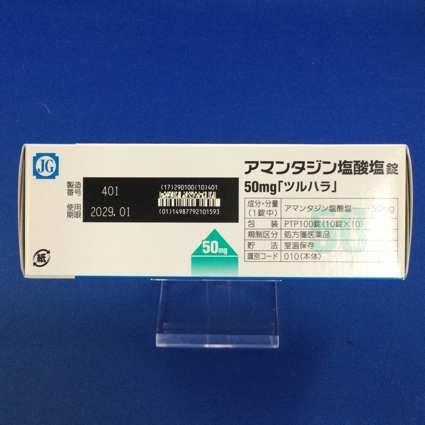 JG
製造
番号
401
使用
期限
2029.01
(17)290100(10)401
(01)14987792101593
50mg
アマンタジン塩酸塩錠
50mg「ツルハラ」
成分・分量
(1錠中)
アマンタジン塩酸塩……50mg
包装
PTP100錠(10錠×10)
規制区分
処方箋医薬品
貯法
室温保存
識別コード
010(本体)
紙